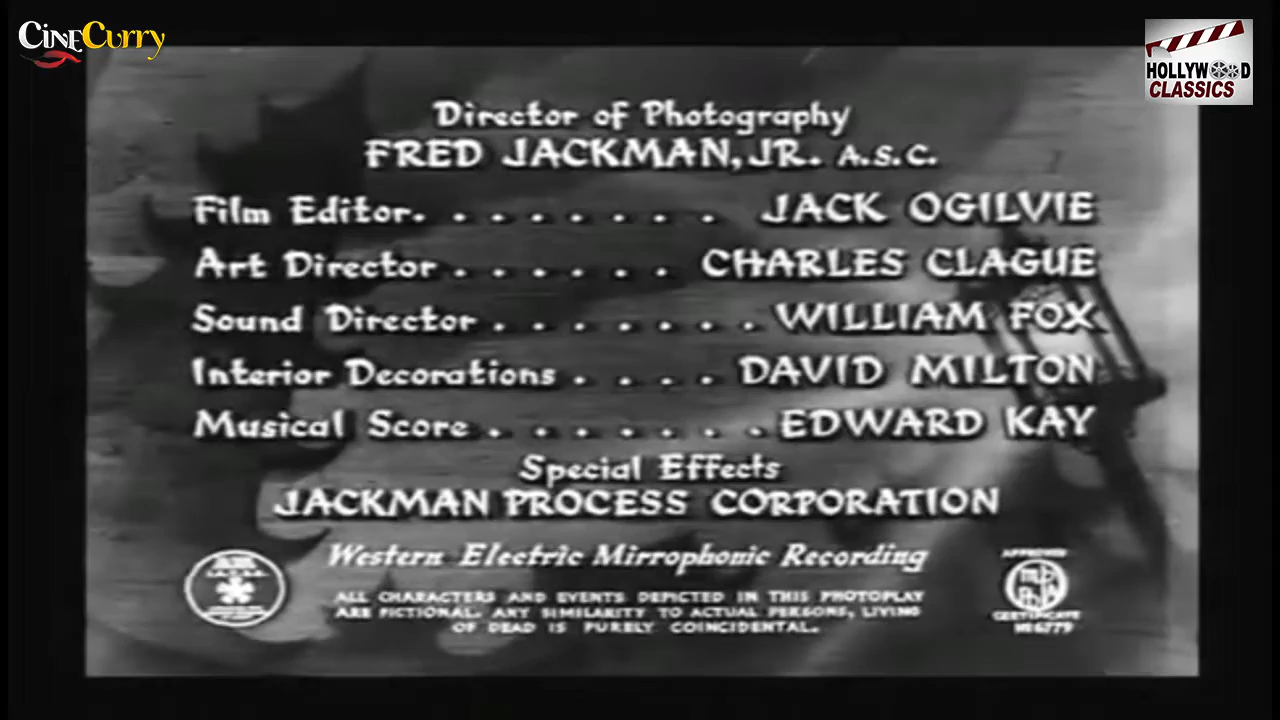 CINECURRY
HOLLYWOOD
CLASSICS
Director of Photography
FRED JACKMAN, JR. A.S.C.
Film Editor. . . . . . . . JACK OGILVIE
Art Director . . . . . . CHARLES CLAGUE
Sound Director . . . . . . . WILLIAM FOX
Interior Decorations . . . . DAVID MILTON
Musical Score . . . . . . . EDWARD KAY
Special Effects
JACKMAN PROCESS CORPORATION
Western Electric Mirrophonic Recording
ALL CHARACTERS AND EVENTS DEPICTED IN THIS PHOTOPLAY
ARE FICTIONAL. ANY SIMILARITY TO ACTUAL PERSONS, LIVING
OF DEAD IS PURELY COINCIDENTAL.
APPROVED
CERTIFICATE